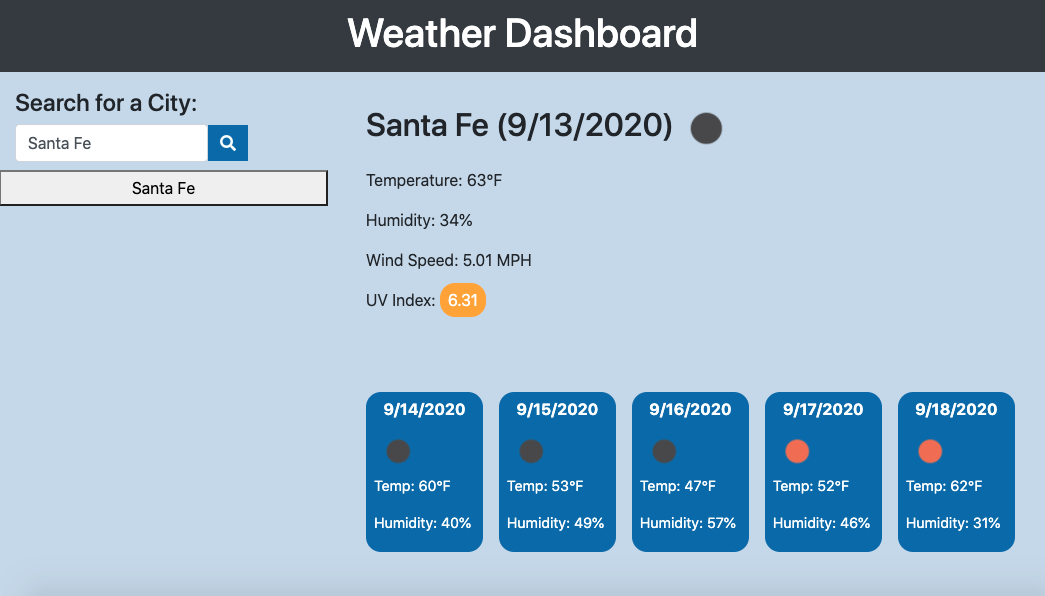 Weather Dashboard
Search for a City:
Santa Fe
Santa Fe
Santa Fe (9/13/2020)
Temperature: 63°F
Humidity: 34%
Wind Speed: 5.01 MPH
UV Index: 6.31
9/14/2020
Temp: 60°F
Humidity: 40%
9/15/2020
Temp: 53°F
Humidity: 49%
9/16/2020
Temp: 47°F
Humidity: 57%
9/17/2020
Temp: 52°F
Humidity: 46%
9/18/2020
Temp: 62°F
Humidity: 31%